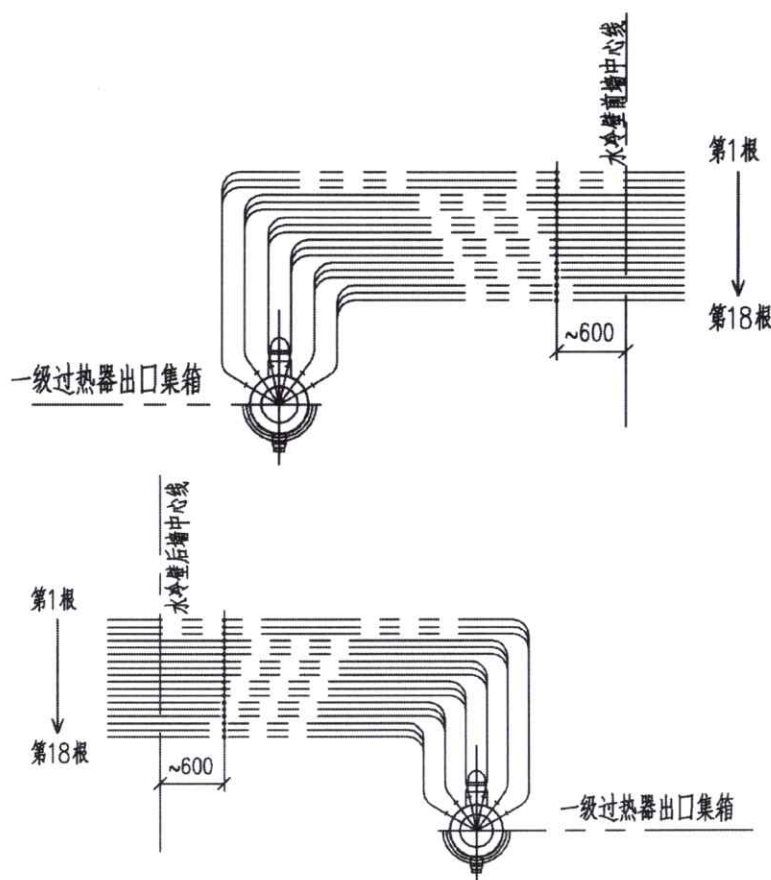 水冷壁前墙中心线
第1根
第18根
~600
一级过热器出口集箱
水冷壁后墙中心线
第1根
第18根
~600
一级过热器出口集箱